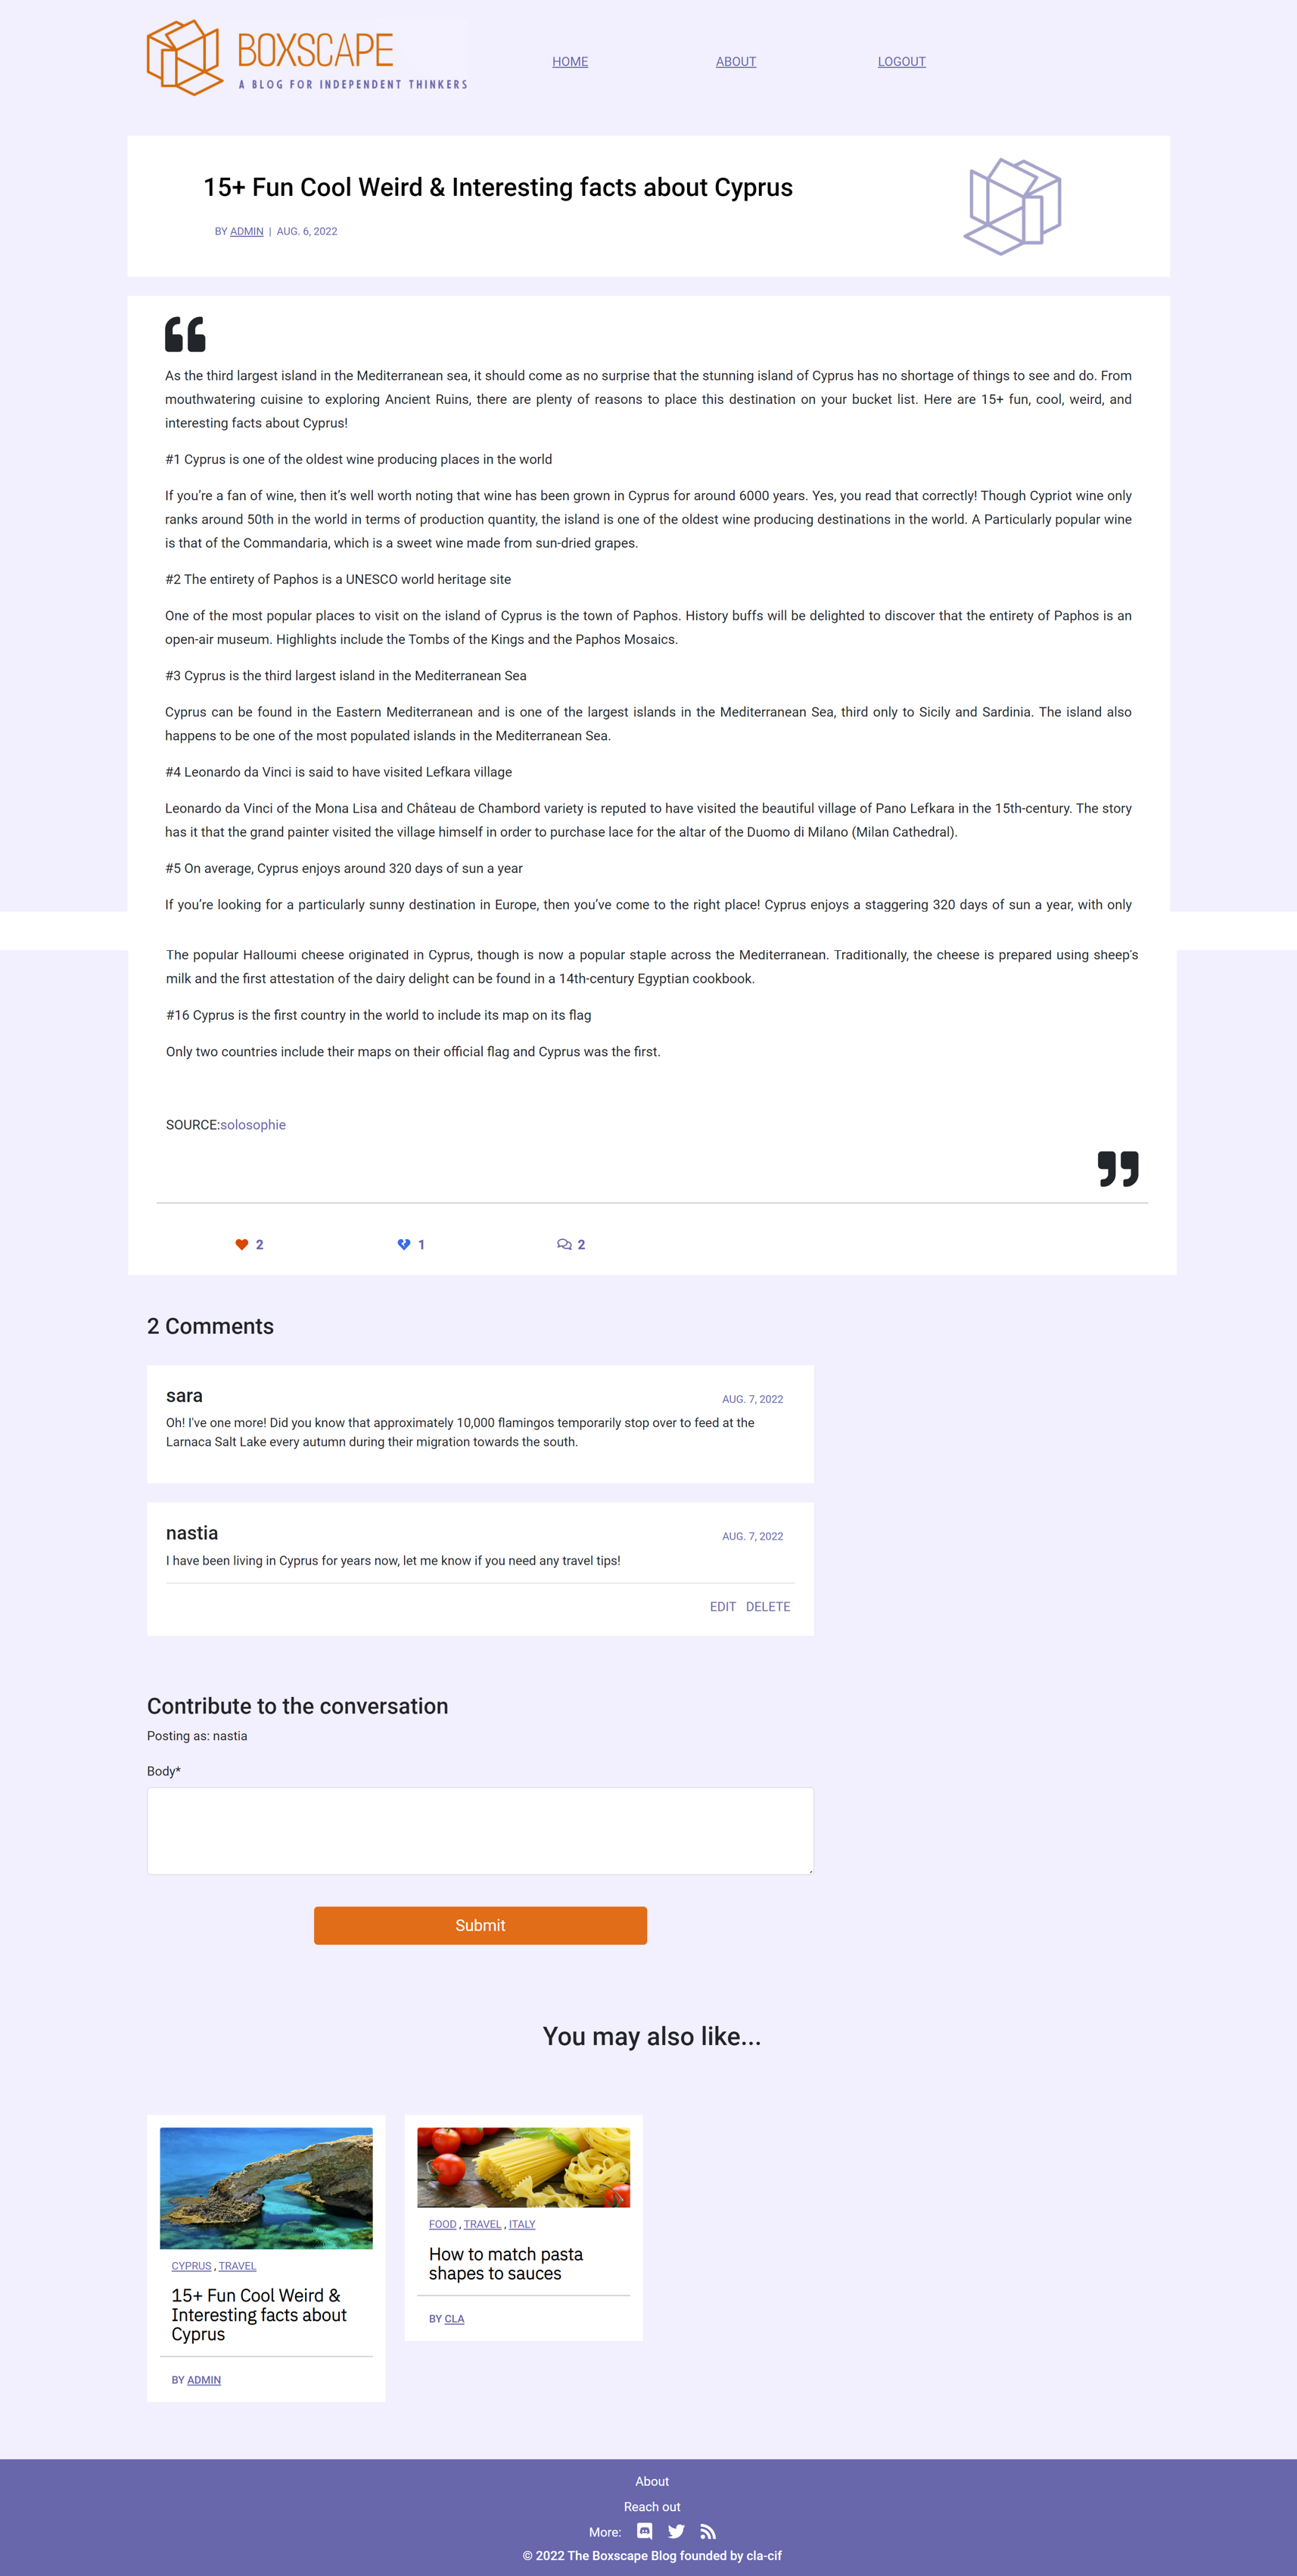 BOXSCAPE
A BLOG FOR INDEPENDENT THINKERS
HOME ABOUT LOGOUT
15+ Fun Cool Weird & Interesting facts about Cyprus
BY ADMIN | AUG. 6, 2022
As the third largest island in the Mediterranean sea, it should come as no surprise that the stunning island of Cyprus has no shortage of things to see and do. From
mouthwatering cuisine to exploring Ancient Ruins, there are plenty of reasons to place this destination on your bucket list. Here are 15+ fun, cool, weird, and
interesting facts about Cyprus!
#1 Cyprus is one of the oldest wine producing places in the world
If you’re a fan of wine, then it’s well worth noting that wine has been grown in Cyprus for around 6000 years. Yes, you read that correctly! Though Cypriot wine only
ranks around 50th in the world in terms of production quantity, the island is one of the oldest wine producing destinations in the world. A Particularly popular wine
is that of the Commandaria, which is a sweet wine made from sun-dried grapes.
#2 The entirety of Paphos is a UNESCO world heritage site
One of the most popular places to visit on the island of Cyprus is the town of Paphos. History buffs will be delighted to discover that the entirety of Paphos is an
open-air museum. Highlights include the Tombs of the Kings and the Paphos Mosaics.
#3 Cyprus is the third largest island in the Mediterranean Sea
Cyprus can be found in the Eastern Mediterranean and is one of the largest islands in the Mediterranean Sea, third only to Sicily and Sardinia. The island also
happens to be one of the most populated islands in the Mediterranean Sea.
#4 Leonardo da Vinci is said to have visited Lefkara village
Leonardo da Vinci of the Mona Lisa and Château de Chambord variety is reputed to have visited the beautiful village of Pano Lefkara in the 15th-century. The story
has it that the grand painter visited the village himself in order to purchase lace for the altar of the Duomo di Milano (Milan Cathedral).
#5 On average, Cyprus enjoys around 320 days of sun a year
If you’re looking for a particularly sunny destination in Europe, then you’ve come to the right place! Cyprus enjoys a staggering 320 days of sun a year, with only
The popular Halloumi cheese originated in Cyprus, though is now a popular staple across the Mediterranean. Traditionally, the cheese is prepared using sheep's
milk and the first attestation of the dairy delight can be found in a 14th-century Egyptian cookbook.
#16 Cyprus is the first country in the world to include its map on its flag
Only two countries include their maps on their official flag and Cyprus was the first.
SOURCE:solosophie
2 1 2
2 Comments
sara
AUG. 7, 2022
Oh! I've one more! Did you know that approximately 10,000 flamingos temporarily stop over to feed at the
Larnaca Salt Lake every autumn during their migration towards the south.
nastia
AUG. 7, 2022
I have been living in Cyprus for years now, let me know if you need any travel tips!
EDIT DELETE
Contribute to the conversation
Posting as: nastia
Body*
Submit
You may also like...
CYPRUS , TRAVEL
15+ Fun Cool Weird &
Interesting facts about
Cyprus
BY ADMIN
FOOD , TRAVEL , ITALY
How to match pasta
shapes to sauces
BY CLA
About
Reach out
More:
© 2022 The Boxscape Blog founded by cla-cif